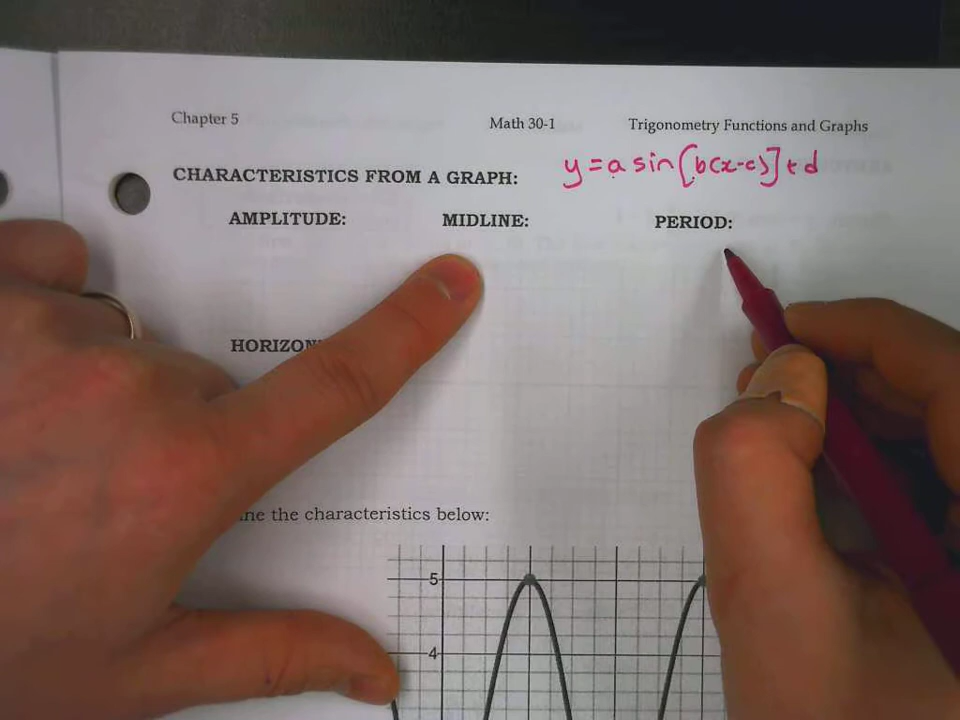 Chapter 5 Math 30-1 Trigonometry Functions and Graphs
CHARACTERISTICS FROM A GRAPH: y = a sin[b(x-c)] + d
AMPLITUDE: MIDLINE: PERIOD:
the characteristics below:
5
4